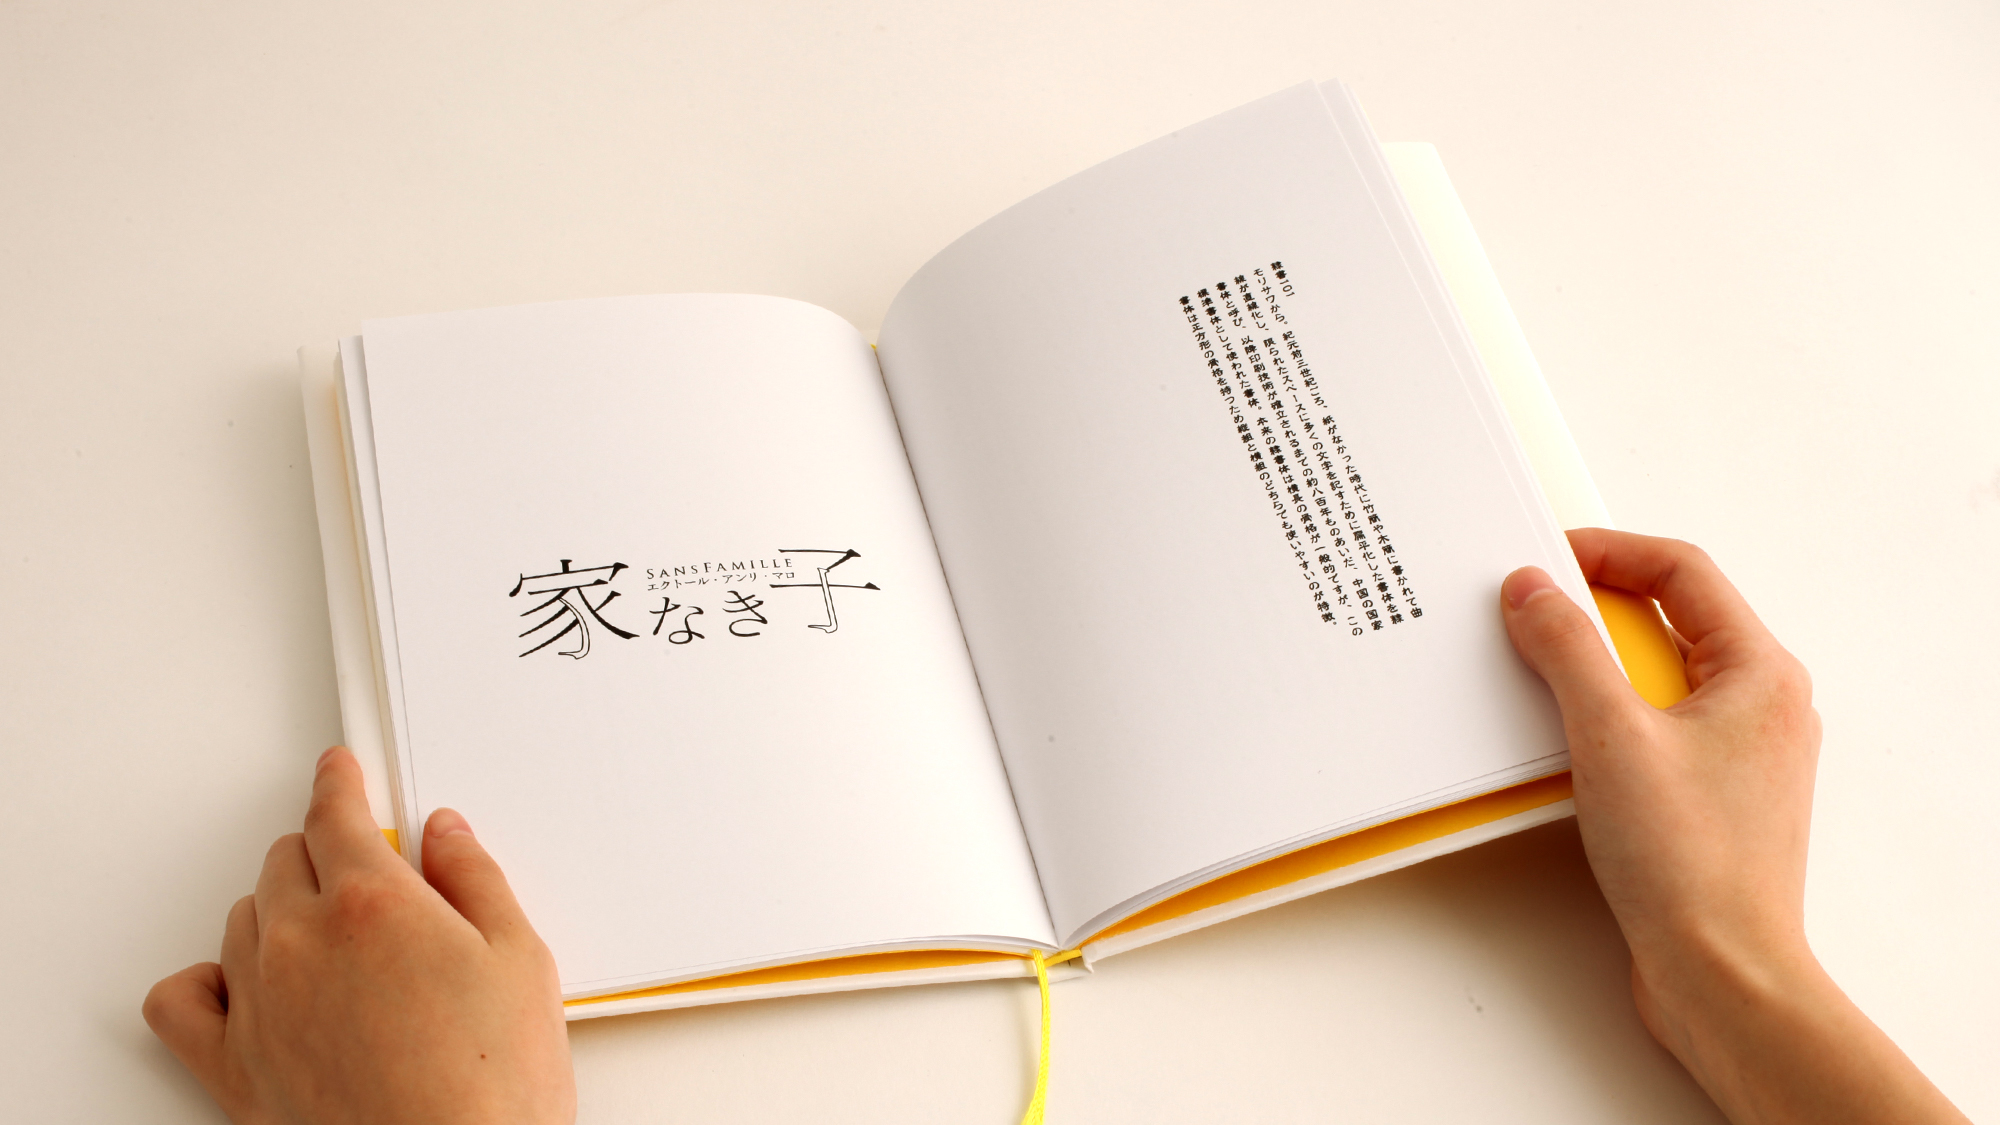 家なき子
SANSFAMILLE
エクトール・アンリ・マロ
隷書101
モリサワから。紀元前三世紀ころ、紙がなかった時代に竹簡や木簡に書かれて曲
線が直線化し、限られたスペースに多くの文字を記すために扁平化した書体を隷
書体と呼び、以降印刷技術が確立されるまでの約八百年ものあいだ、中国の国家
標準書体として使われた書体。本来の隷書体は横長の骨格が一般的ですが、この
書体は正方形の骨格を持つため縦組と横組のどちらでも使いやすいのが特徴。